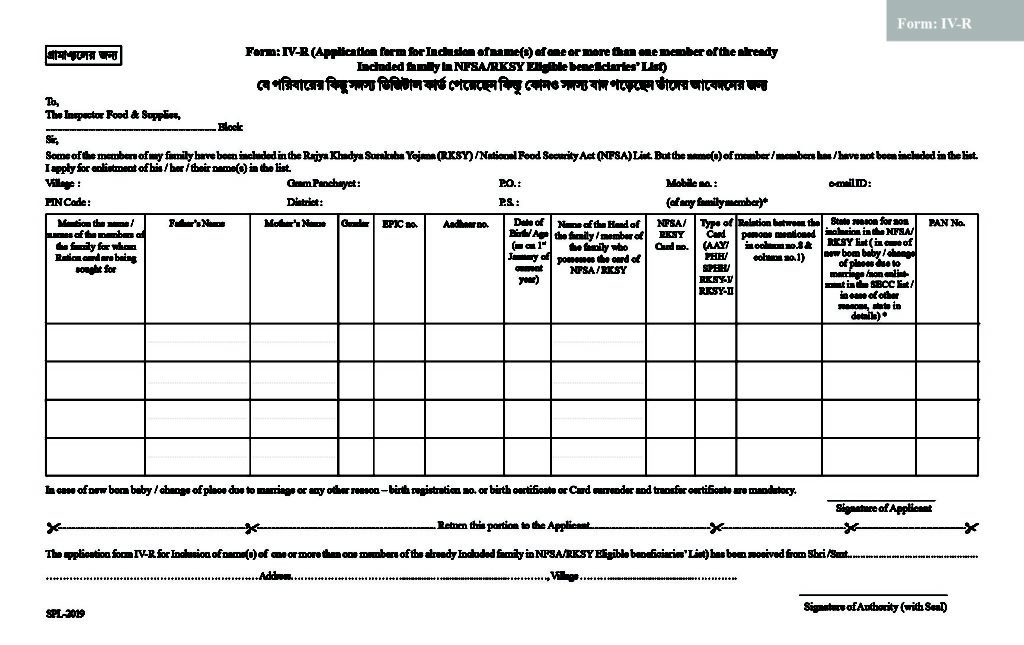 Form: IV-R
গ্রামাঞ্চলের জন্য
Form: IV-R (Application form for Inclusion of name(s) of one or more than one member of the already
Included family in NFSA/RKSY Eligible beneficiaries' List)
যে পরিবারের কিছু সদস্য ডিজিটাল কার্ড পেয়েছেন কিন্তু কোনও সদস্য বাদ পড়েছেন তাঁদের আবেদনের জন্য
To,
The Inspector Food & Supplies,
Block
Sir,
Some of the members of my family have been included in the Rajya Khadya Suraksha Yojana (RKSY) / National Food Security Act (NFSA) List. But the name(s) of member / members has / have not been included in the list.
I apply for enlistment of his / her / their name(s) in the list.
Village : Gram Panchayet : P.O. : Mobile no. : e-mail ID :
PIN Code : District : P.S. : (of any family member)*
Mention the name /
names of the members of
the family for whom
Ration card are being
sought for
Father's Name
Mother's Name
Gender
EPIC no.
Aadhaar no.
Date of
Birth/ Age
(as on 1st
January of
current
year)
Name of the Head of
the family / member of
the family who
possesses the card of
NFSA / RKSY
NFSA /
RKSY
Card no.
Type of
Card
(AAY/
PHH/
SPHH/
RKSY-I/
RKSY-II
Relation between the
persons mentioned
in column no.8 &
column no.1)
State reason for non
inclusion in the NFSA/
RKSY list ( in case of
new born baby / change
of places due to
marriage /non enlist-
ment in the SECC list /
in case of other
reasons, state in
details) *
PAN No.
In case of new born baby / change of place due to marriage or any other reason – birth registration no. or birth certificate or Card surrender and transfer certificate are mandatory.
Signature of Applicant
Return this portion to the Applicant
The application form IV-R for Inclusion of name(s) of one or more than one members of the already Included family in NFSA/RKSY Eligible beneficiaries' List) has been received from Shri /Smt.
Address, Village
Signature of Authority (with Seal)
SPL-2019